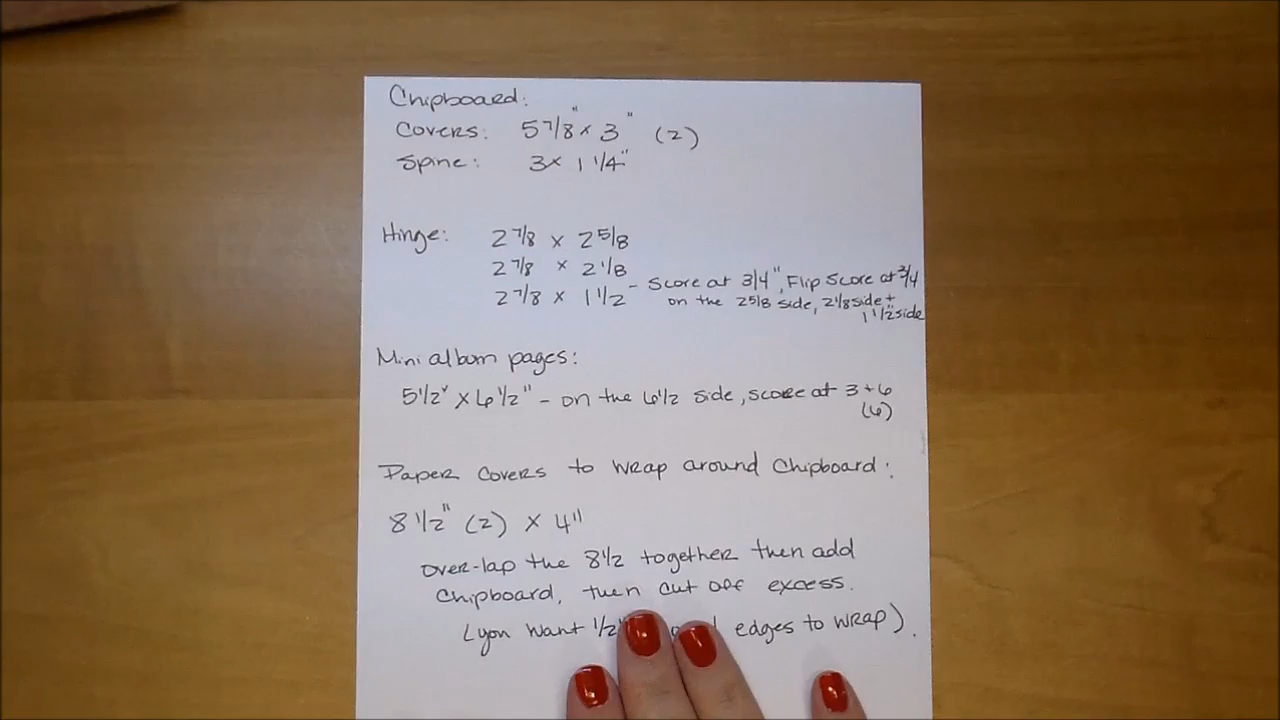 Chipboard:
Covers: 5 7/8" x 3" (2)
Spine: 3 x 1 1/4"
Hinge: 2 7/8 x 2 5/8
2 7/8 x 2 1/8
2 7/8 x 1 1/2 - Score at 3/4", Flip Score at 3/4
on the 2 5/8 side, 2 1/8 side +
1 1/2 side
Mini album pages:
5 1/2" x 6 1/2" - on the 6 1/2 side, score at 3 + 6
(6)
Paper Covers to wrap around Chipboard:
8 1/2" (2) x 4"
over-lap the 8 1/2 together then add
Chipboard, then cut off excess.
(you want 1/2" edges to wrap).